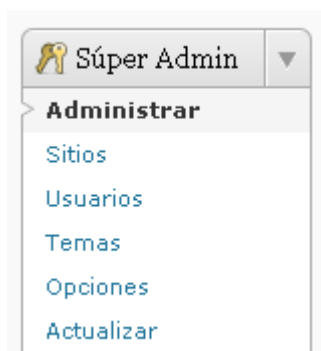 Súper Admin
Administrar
Sitios
Usuarios
Temas
Opciones
Actualizar